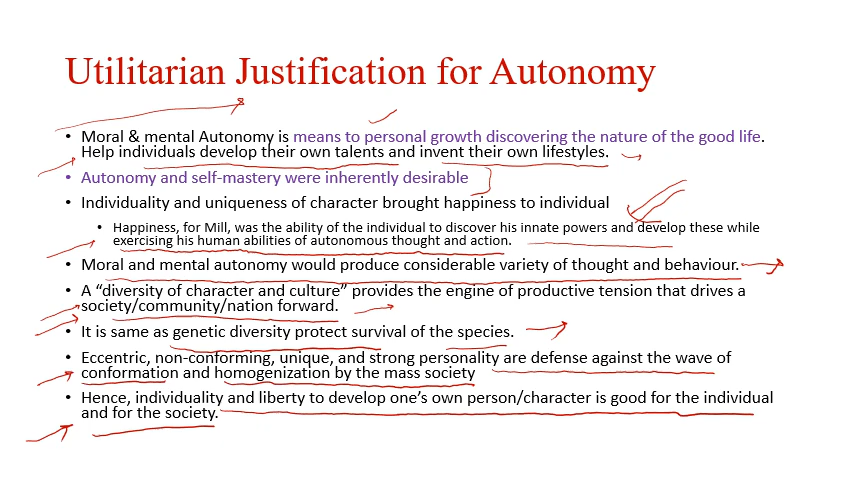 Utilitarian Justification for Autonomy
• Moral & mental Autonomy is means to personal growth discovering the nature of the good life.
Help individuals develop their own talents and invent their own lifestyles.
• Autonomy and self-mastery were inherently desirable
• Individuality and uniqueness of character brought happiness to individual
• Happiness, for Mill, was the ability of the individual to discover his innate powers and develop these while
exercising his human abilities of autonomous thought and action.
• Moral and mental autonomy would produce considerable variety of thought and behaviour.
• A “diversity of character and culture” provides the engine of productive tension that drives a
society/community/nation forward.
• It is same as genetic diversity protect survival of the species.
• Eccentric, non-conforming, unique, and strong personality are defense against the wave of
conformation and homogenization by the mass society
• Hence, individuality and liberty to develop one’s own person/character is good for the individual
and for the society.